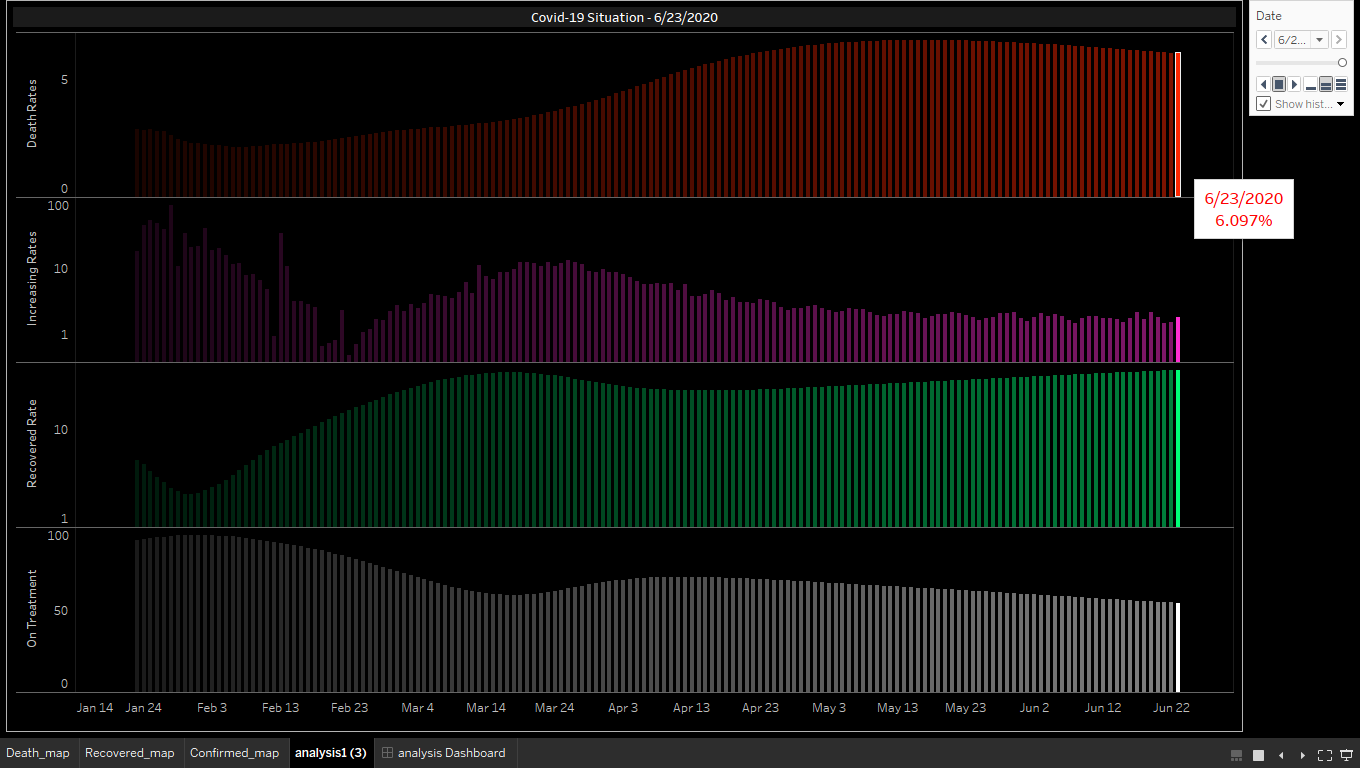 Covid-19 Situation - 6/23/2020
Date
6/2...
Show hist...
Death Rates
5
0
6/23/2020
6.097%
Increasing Rates
100
10
1
Recovered Rate
10
1
On Treatment
100
50
0
Jan 14 Jan 24 Feb 3 Feb 13 Feb 23 Mar 4 Mar 14 Mar 24 Apr 3 Apr 13 Apr 23 May 3 May 13 May 23 Jun 2 Jun 12 Jun 22
Death_map Recovered_map Confirmed_map analysis1 (3) analysis Dashboard